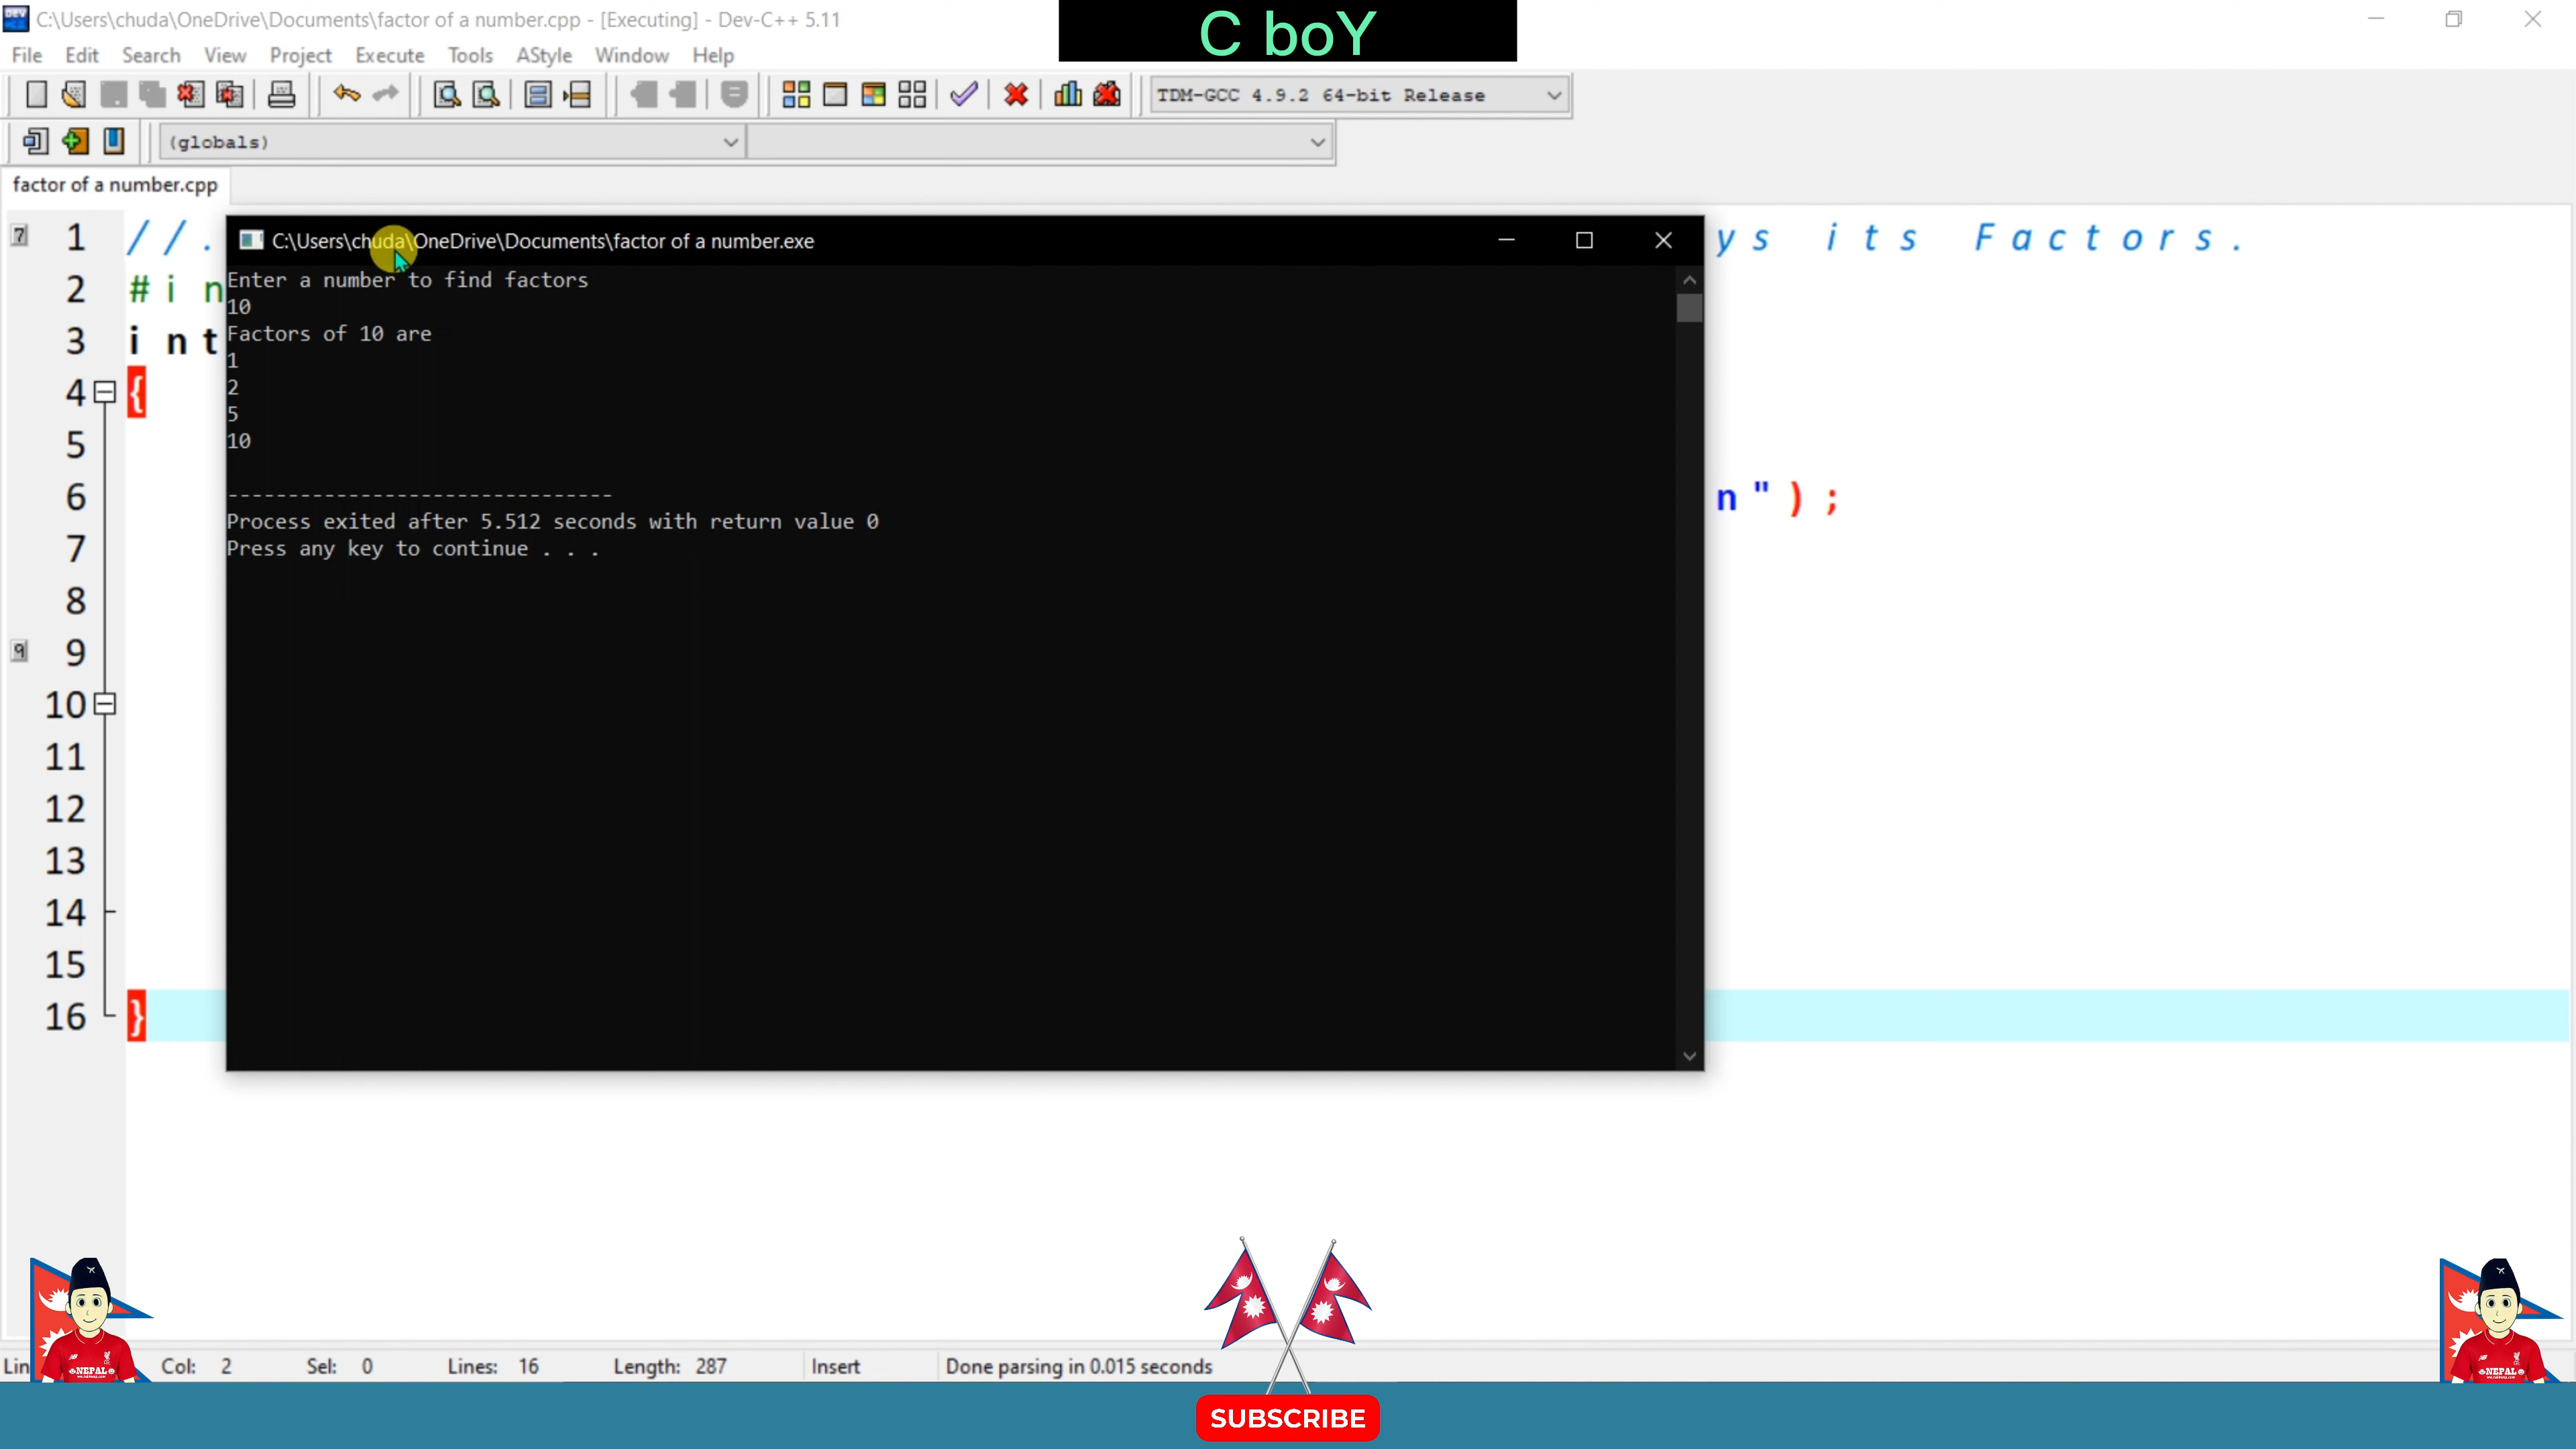 C:\Users\chuda\OneDrive\Documents\factor of a number.cpp - [Executing] - Dev-C++ 5.11
C boY
File Edit Search View Project Execute Tools AStyle Window Help
TDM-GCC 4.9.2 64-bit Release
(globals)
factor of a number.cpp
1 //. ys its Factors.
2 #in
3 int
4 {
5
6 n");
7
8
9
10
11
12
13
14
15
16 }
C:\Users\chuda\OneDrive\Documents\factor of a number.exe
Enter a number to find factors
10
Factors of 10 are
1
2
5
10
--------------------------------
Process exited after 5.512 seconds with return value 0
Press any key to continue . . .
Lin Col: 2 Sel: 0 Lines: 16 Length: 287 Insert Done parsing in 0.015 seconds
NEPAL
NEPAL
SUBSCRIBE